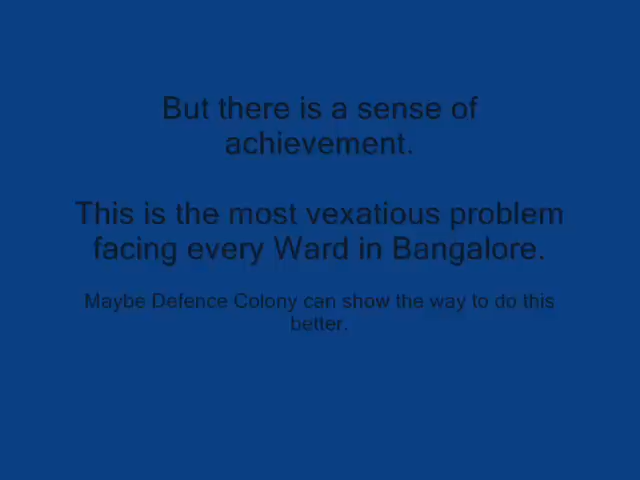 But there is a sense of
achievement.
This is the most vexatious problem
facing every Ward in Bangalore.
Maybe Defence Colony can show the way to do this
better.